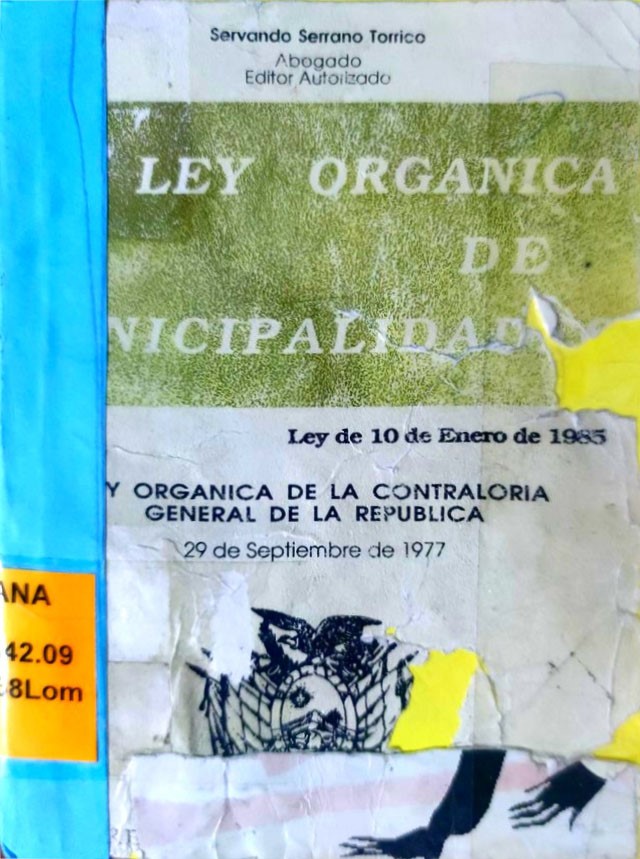 Servando Serrano Torrico
Abogado
Editor Autorizado
LEY ORGANICA
DE
NICIPALIDAD
Ley de 10 de Enero de 1985
Y ORGANICA DE LA CONTRALORIA
GENERAL DE LA REPUBLICA
29 de Septiembre de 1977
ANA
42.09
8Lom